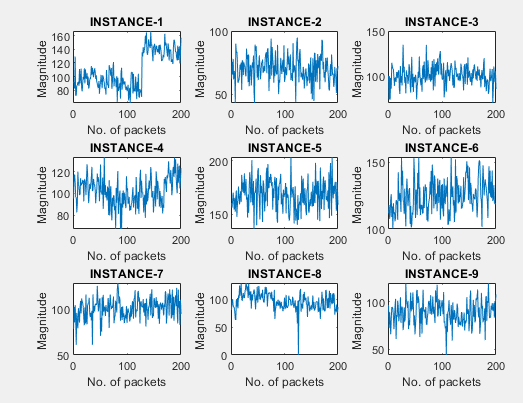 INSTANCE-1
Magnitude
160
140
120
100
80
0 100 200
No. of packets
INSTANCE-2
Magnitude
100
50
0 100 200
No. of packets
INSTANCE-3
Magnitude
150
100
0 100 200
No. of packets
INSTANCE-4
Magnitude
120
100
80
0 100 200
No. of packets
INSTANCE-5
Magnitude
200
150
0 100 200
No. of packets
INSTANCE-6
Magnitude
150
100
0 100 200
No. of packets
INSTANCE-7
Magnitude
100
50
0 100 200
No. of packets
INSTANCE-8
Magnitude
100
50
0
0 100 200
No. of packets
INSTANCE-9
Magnitude
100
50
0 100 200
No. of packets